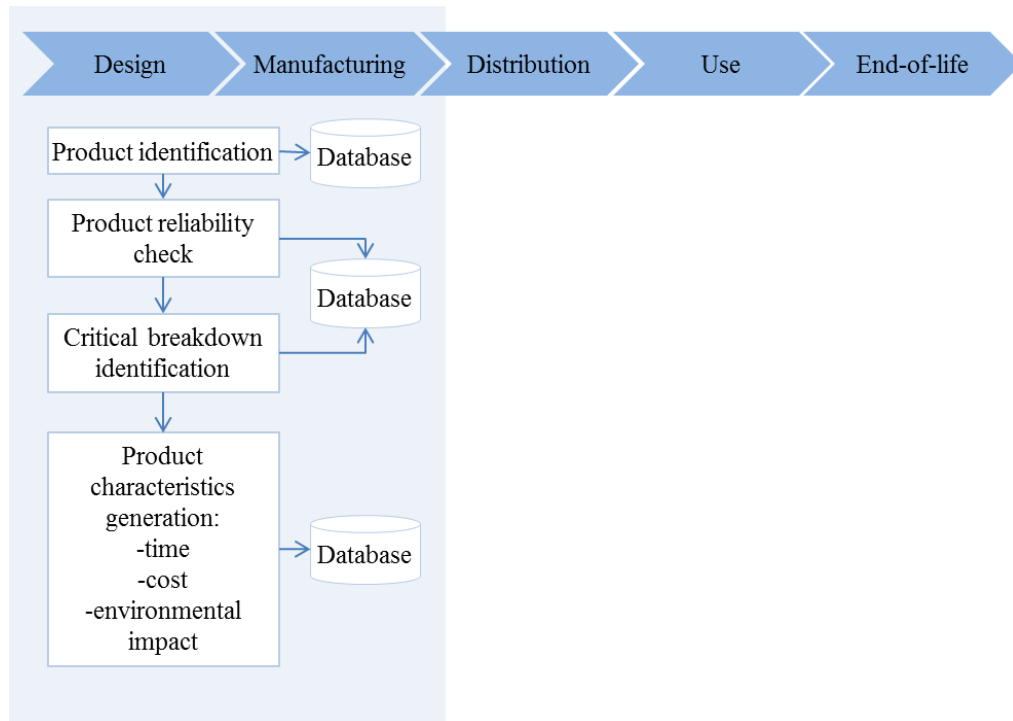 Design
Manufacturing
Distribution
Use
End-of-life
Product identification
Database
Product reliability
check
Database
Critical breakdown
identification
Product
characteristics
generation:
-time
-cost
-environmental
impact
Database